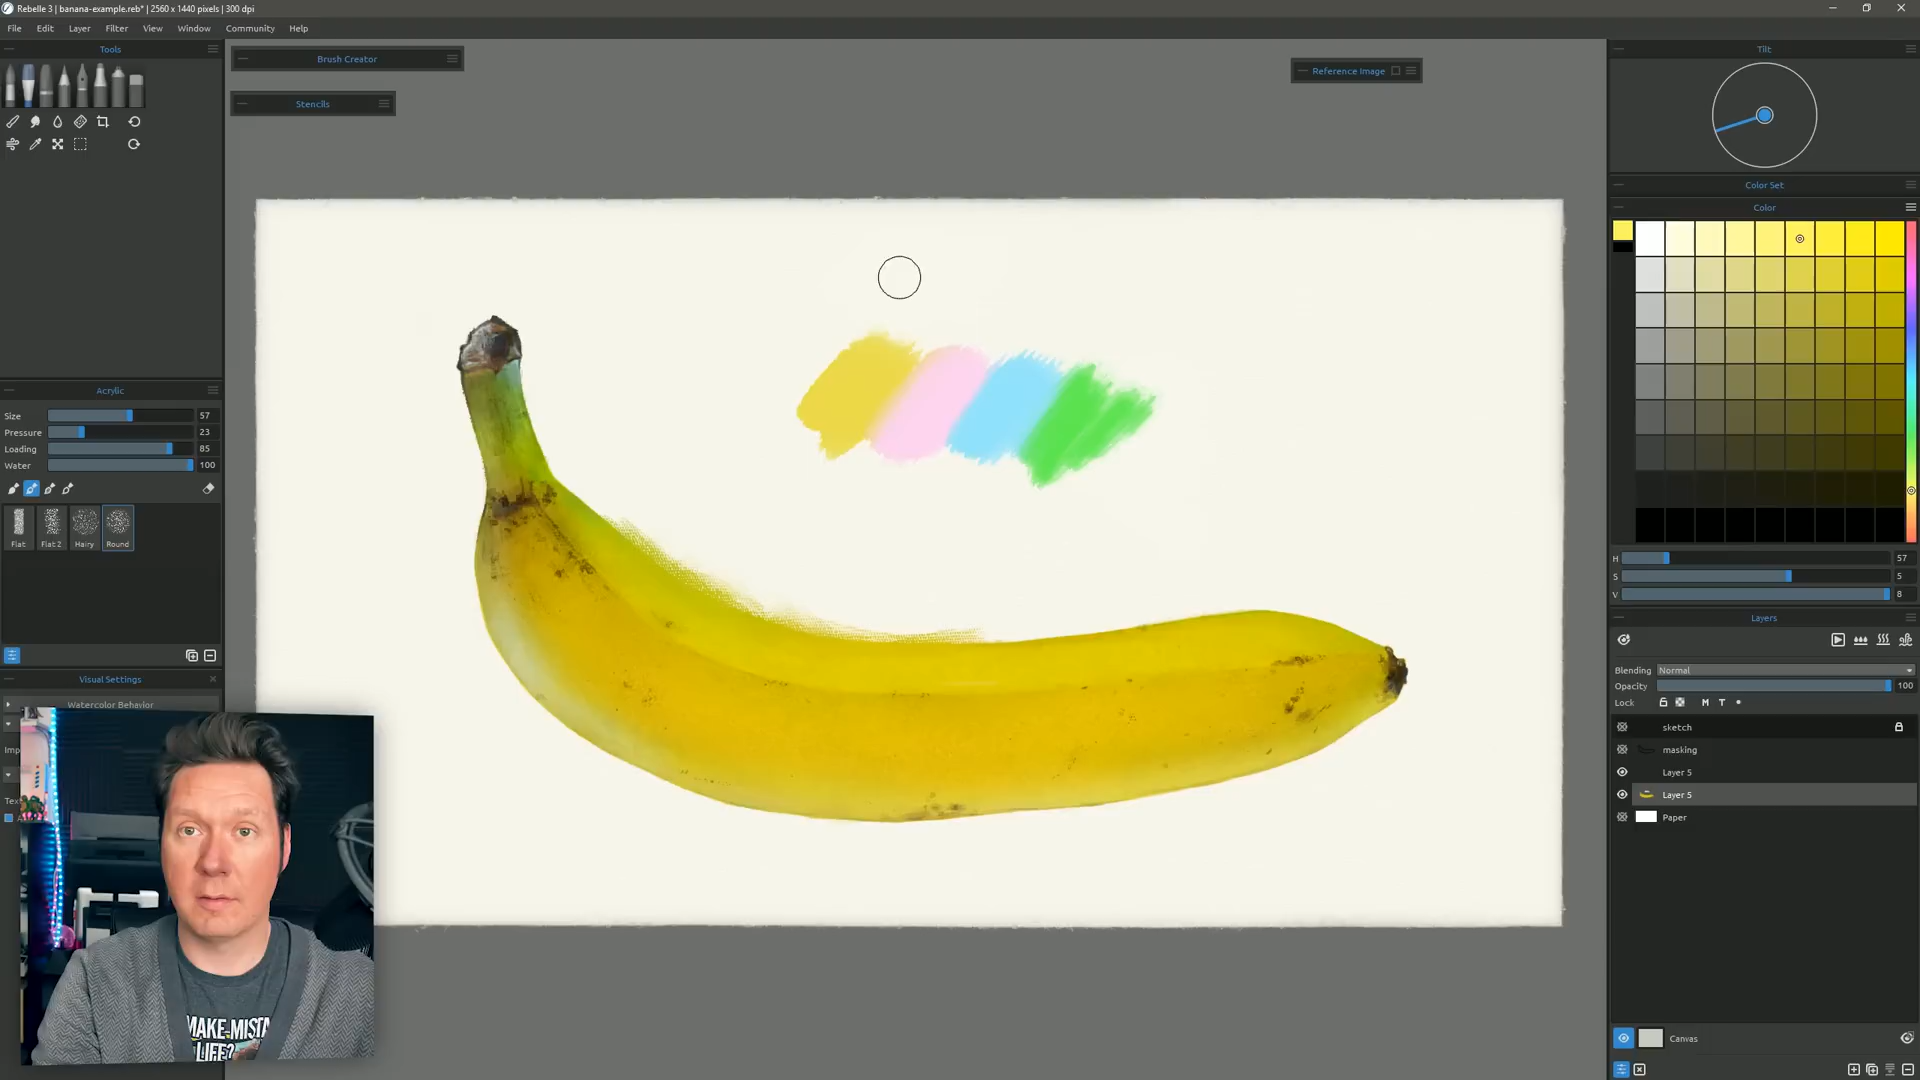 Rebelle 3 | banana-example.reb* | 2560 x 1440 pixels | 300 dpi
File Edit Layer Filter View Window Community Help
Tools
Brush Creator
Stencils
Reference Image
Tilt
Color Set
Color
Acrylic
Size 57
Pressure 23
Loading 85
Water 100
Flat Flat 2 Hairy Round
Visual Settings
Watercolor Behavior
Imp
Tex
MAKE MISTA
LIFE?
H 57
S 5
V 8
Layers
Blending Normal
Opacity 100
Lock M T
sketch
masking
Layer 5
Layer 5
Paper
Canvas